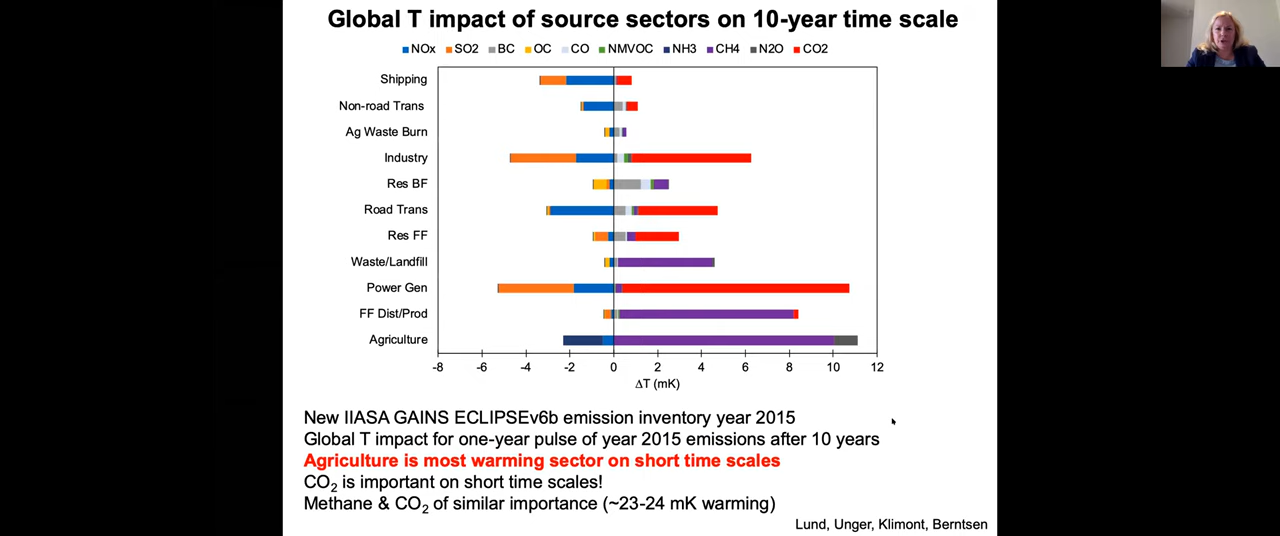 Global T impact of source sectors on 10-year time scale
NOx SO2 BC OC CO NMVOC NH3 CH4 N2O CO2
Shipping
Non-road Trans
Ag Waste Burn
Industry
Res BF
Road Trans
Res FF
Waste/Landfill
Power Gen
FF Dist/Prod
Agriculture
-8 -6 -4 -2 0 2 4 6 8 10 12
ΔT (mK)
New IIASA GAINS ECLIPSEv6b emission inventory year 2015
Global T impact for one-year pulse of year 2015 emissions after 10 years
Agriculture is most warming sector on short time scales
CO₂ is important on short time scales!
Methane & CO₂ of similar importance (~23-24 mK warming)
Lund, Unger, Klimont, Berntsen